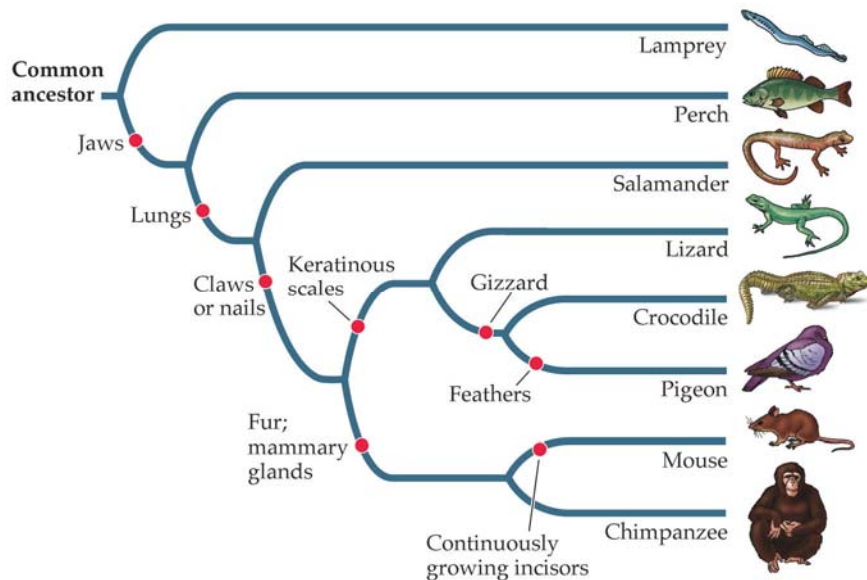 Lamprey
Common
ancestor
Perch
Jaws
Salamander
Lungs
Lizard
Keratinous
scales
Gizzard
Claws
or nails
Crocodile
Feathers
Pigeon
Fur;
mammary
glands
Mouse
Chimpanzee
Continuously
growing incisors